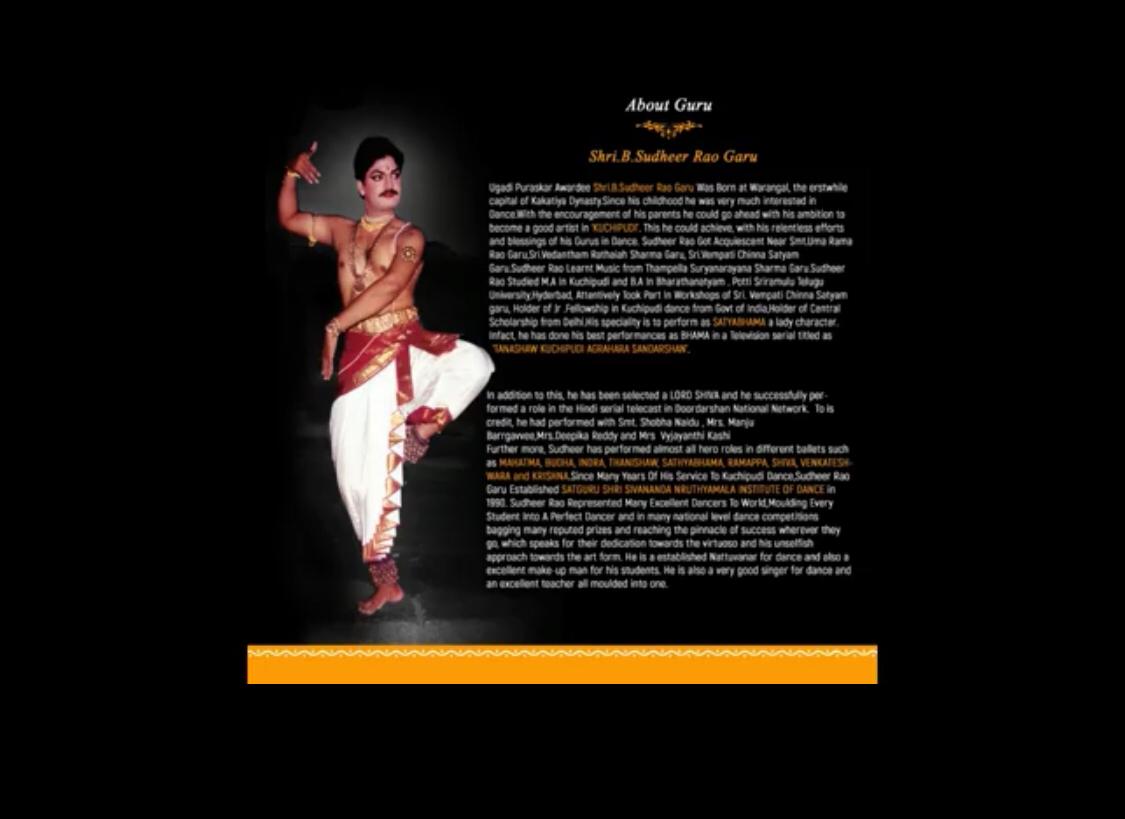 About Guru
Shri.B.Sudheer Rao Garu
Ugadi Puraskar Awardee Shri.B.Sudheer Rao Garu Was Born at Warangal, the erstwhile
capital of Kakatiya Dynasty.Since his childhood he was very much interested in
Dance.With the encouragement of his parents he could go ahead with his ambition to
become a good artist in 'KUCHIPUDI'. This he could achieve, with his relentless efforts
and blessings of his Gurus in Dance. Sudheer Rao Got Acquiescent Near Smt.Uma Rama
Rao Garu,Sri.Vedantham Rathaiah Sharma Garu, Sri.Vempati Chinna Satyam
Garu.Sudheer Rao Learnt Music from Thampella Suryanarayana Sharma Garu.Sudheer
Rao Studied M.A In Kuchipudi and B.A In Bharathanatyam , Potti Sriramulu Telugu
University,Hyderbad, Attentively Took Part in Workshops of Sri. Vempati Chinna Satyam
garu, Holder of Jr .Fellowship in Kuchipudi dance from Govt of India,Holder of Central
Scholarship from Delhi.His speciality is to perform as SATYABHAMA a lady character.
Infact, he has done his best performances as BHAMA in a Television serial titled as
'TANASHAW KUCHIPUDI AGRAHARA SANDARSHAN'.
In addition to this, he has been selected a LORD SHIVA and he successfully per-
formed a role in the Hindi serial telecast in Doordarshan National Network. To is
credit, he had performed with Smt. Shobha Naidu , Mrs. Manju
Barrgavvee,Mrs.Deepika Reddy and Mrs Vyjayanthi Kashi
Further more, Sudheer has performed almost all hero roles in different ballets such
as MAHATMA, BUDHA, INDRA, THANISHAW, SATHYABHAMA, RAMAPPA, SHIVA, VENKATESH-
WARA and KRISHNA.Since Many Years Of His Service To Kuchipudi Dance,Sudheer Rao
Garu Established SATGURU SHRI SIVANANDA NRUTHYAMALA INSTITUTE OF DANCE in
1990. Sudheer Rao Represented Many Excellent Dancers To World,Moulding Every
Student Into A Perfect Dancer and in many national level dance competitions
bagging many reputed prizes and reaching the pinnacle of success wherever they
go, which speaks for their dedication towards the virtuoso and his unselfish
approach towards the art form. He is a established Nattuvanar for dance and also a
excellent make-up man for his students. He is also a very good singer for dance and
an excellent teacher all moulded into one.